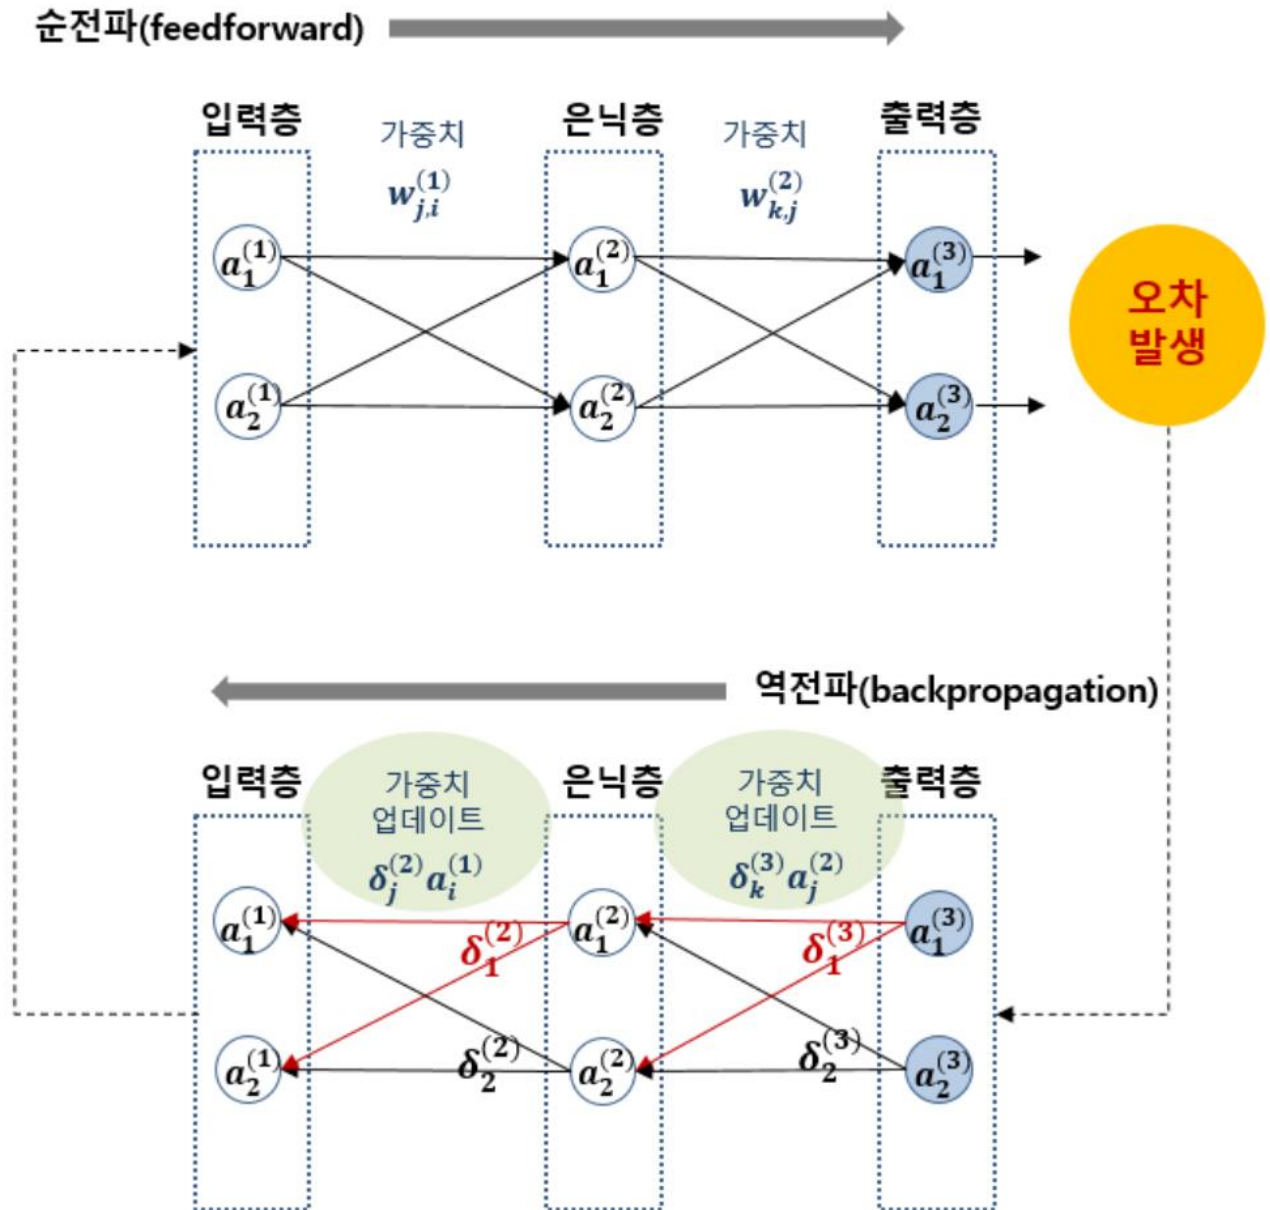 순전파(feedforward)
입력층
가중치
은닉층
가중치
출력층
w_{j,i}^{(1)}
w_{k,j}^{(2)}
a_1^{(1)}
a_1^{(2)}
a_1^{(3)}
오차
발생
a_2^{(1)}
a_2^{(2)}
a_2^{(3)}
역전파(backpropagation)
입력층
가중치
업데이트
은닉층
가중치
업데이트
출력층
δ_j^{(2)} a_i^{(1)}
δ_k^{(3)} a_j^{(2)}
a_1^{(1)}
δ_1^{(2)}
a_1^{(2)}
δ_1^{(3)}
a_1^{(3)}
a_2^{(1)}
δ_2^{(2)}
a_2^{(2)}
δ_2^{(3)}
a_2^{(3)}